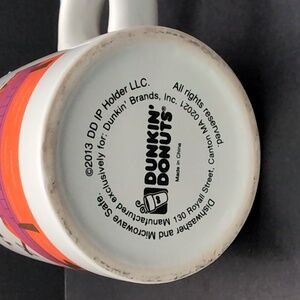 ©2013 DD IP Holder LLC.
All rights reserved.
Manufactured exclusively for: Dunkin' Brands, Inc.
130 Royall Street, Canton MA 02021
Dishwasher and Microwave Safe.
DUNKIN'
DONUTS®
Made in China